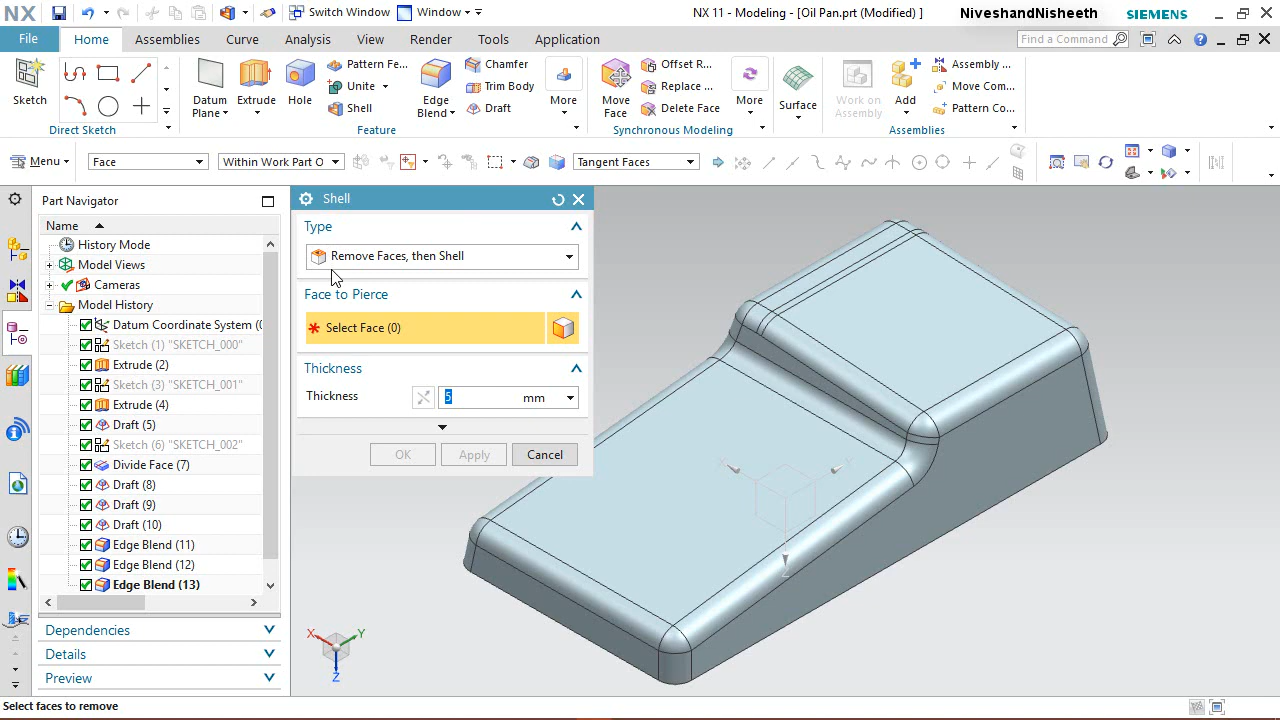 NX Switch Window Window NX 11 - Modeling - [Oil Pan.prt (Modified) ] NiveshandNisheeth SIEMENS
File Home Assemblies Curve Analysis View Render Tools Application Find a Command
Sketch Datum Plane Extrude Hole Pattern Fe... Unite Shell Edge Blend Chamfer Trim Body Draft More Move Face Offset R... Replace ... Delete Face More Surface Work on Assembly Add Assembly ... Move Com... Pattern Co...
Direct Sketch Feature Synchronous Modeling Assemblies
Menu Face Within Work Part O Tangent Faces
Part Navigator
Name
History Mode
Model Views
Cameras
Model History
Datum Coordinate System (0
Sketch (1) "SKETCH_000"
Extrude (2)
Sketch (3) "SKETCH_001"
Extrude (4)
Draft (5)
Sketch (6) "SKETCH_002"
Divide Face (7)
Draft (8)
Draft (9)
Draft (10)
Edge Blend (11)
Edge Blend (12)
Edge Blend (13)
Dependencies
Details
Preview
Shell
Type
Remove Faces, then Shell
Face to Pierce
* Select Face (0)
Thickness
Thickness 5 mm
OK Apply Cancel
X Y
Z
X Y
Z
Select faces to remove